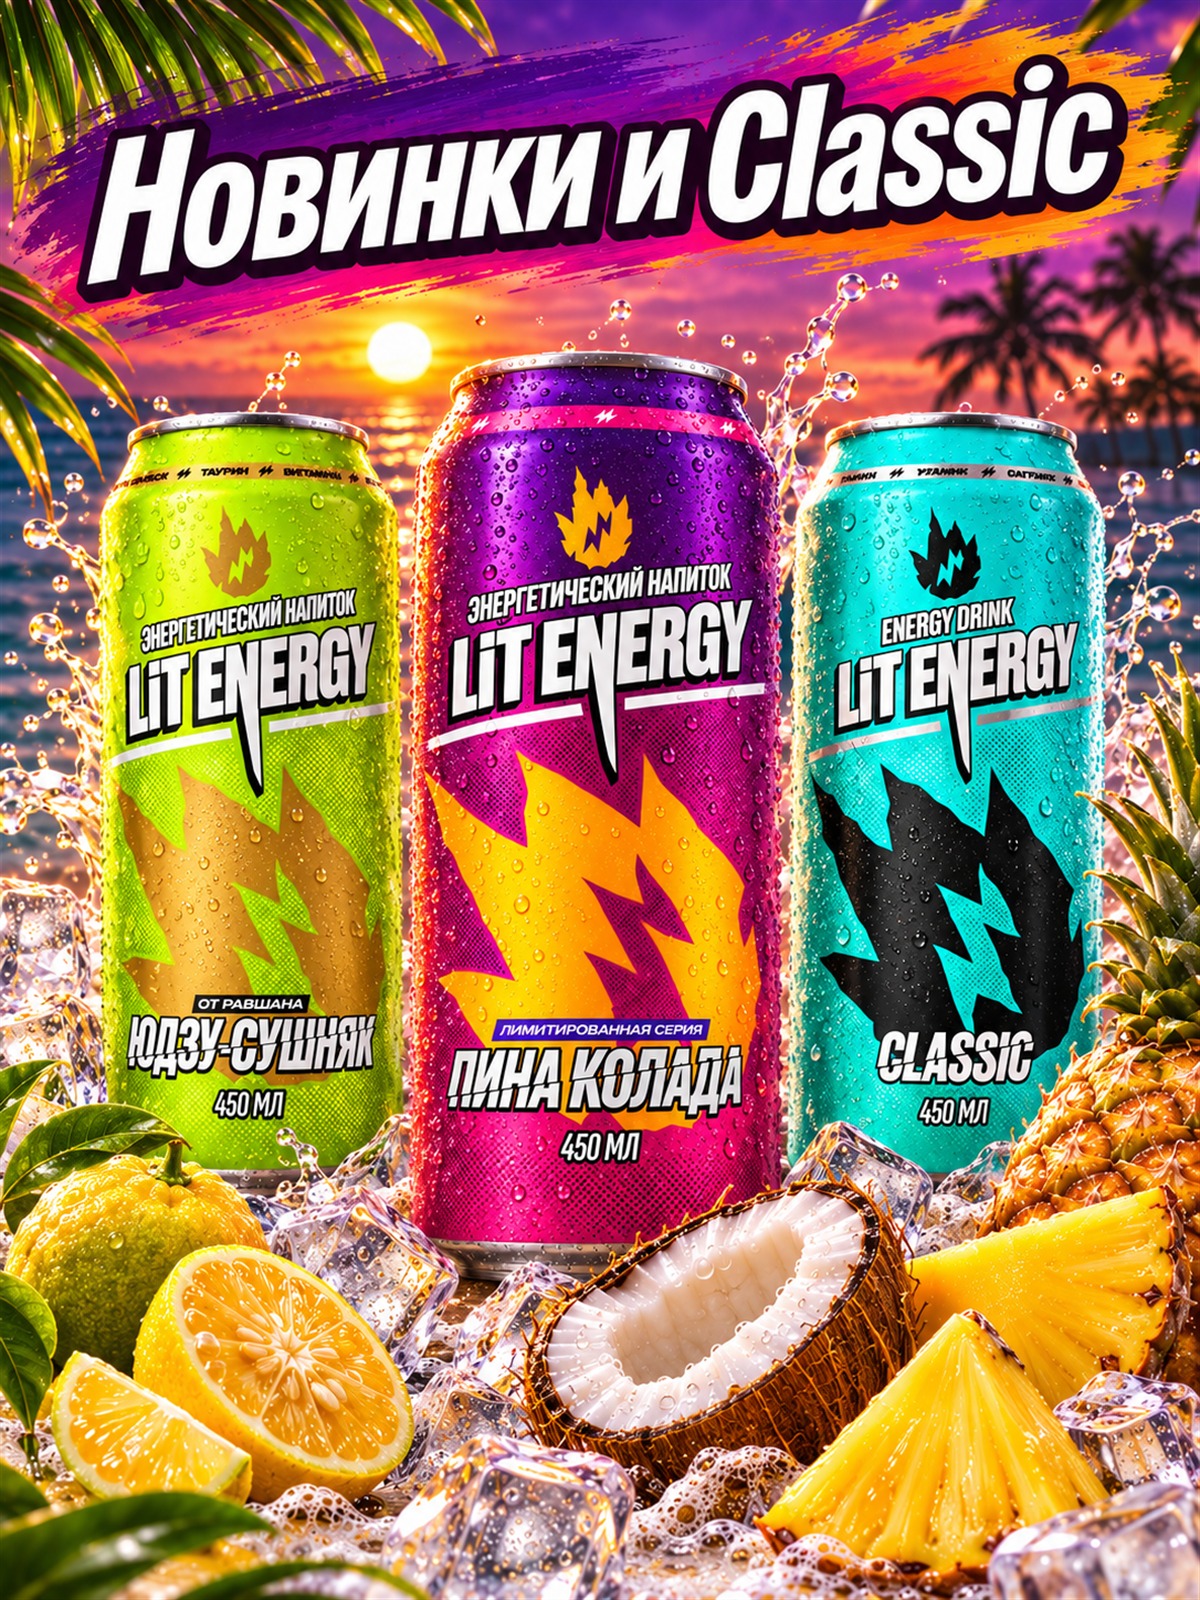 Новинки и Classic
ТАУРИН
ЭНЕРГЕТИЧЕСКИЙ НАПИТОК
LIT ENERGY
ОТ РАВШАНА
ЮДЗУ-СУШНЯК
450 МЛ
ЭНЕРГЕТИЧЕСКИЙ НАПИТОК
LIT ENERGY
ЛИМИТИРОВАННАЯ СЕРИЯ
ПИНА КОЛАДА
450 МЛ
ENERGY DRINK
LIT ENERGY
CLASSIC
450 МЛ